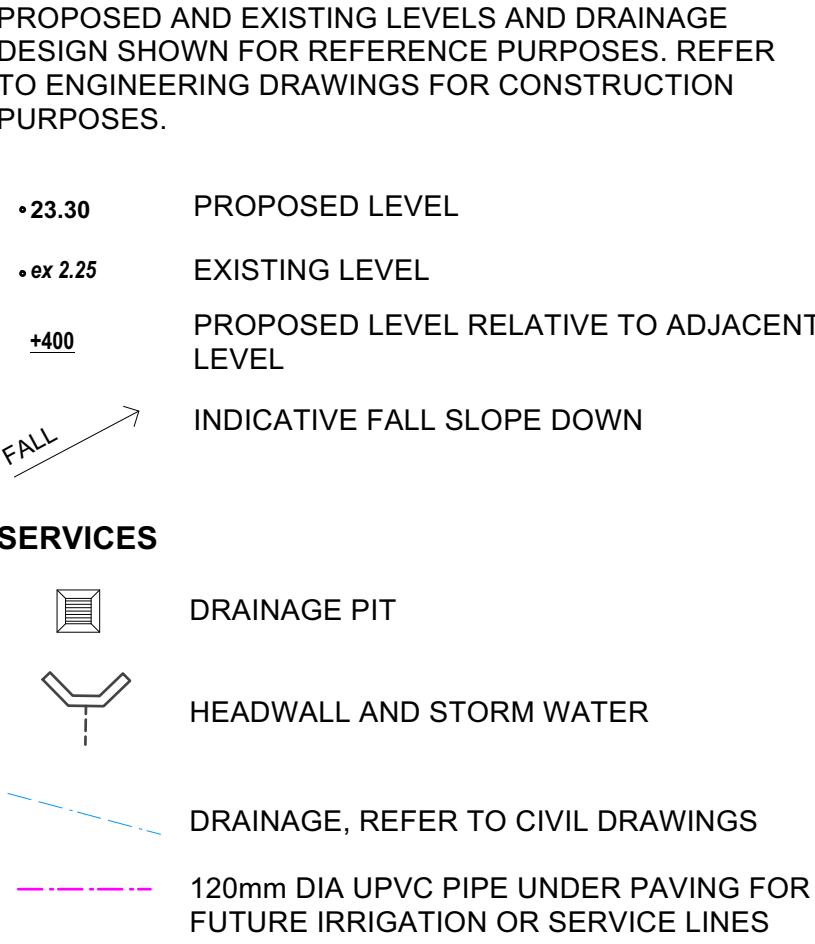 PROPOSED AND EXISTING LEVELS AND DRAINAGE
DESIGN SHOWN FOR REFERENCE PURPOSES. REFER
TO ENGINEERING DRAWINGS FOR CONSTRUCTION
PURPOSES.
23.30 PROPOSED LEVEL
ex 2.25 EXISTING LEVEL
+400 PROPOSED LEVEL RELATIVE TO ADJACENT
LEVEL
FALL INDICATIVE FALL SLOPE DOWN
SERVICES
DRAINAGE PIT
HEADWALL AND STORM WATER
DRAINAGE, REFER TO CIVIL DRAWINGS
120mm DIA UPVC PIPE UNDER PAVING FOR
FUTURE IRRIGATION OR SERVICE LINES